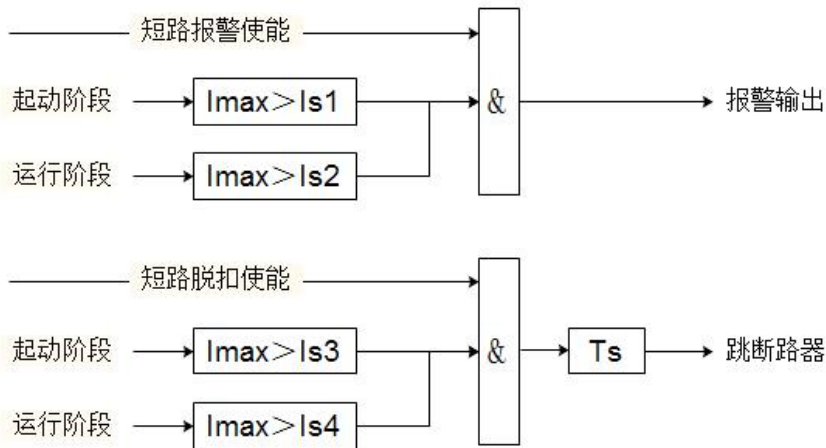 短路报警使能
起动阶段 Imax＞Is1 & 报警输出
运行阶段 Imax＞Is2
短路脱扣使能
起动阶段 Imax＞Is3 & Ts 跳断路器
运行阶段 Imax＞Is4